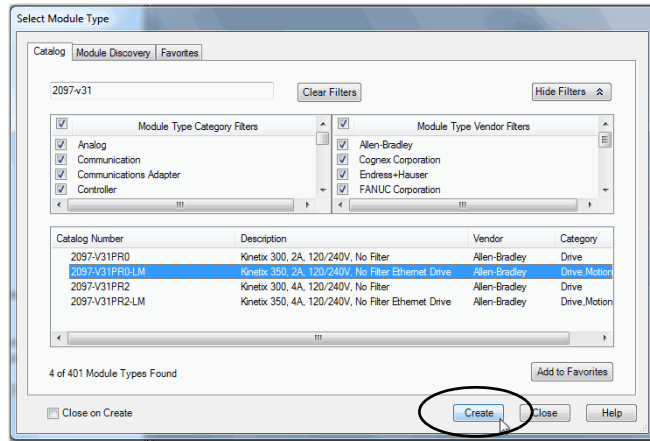 Select Module Type
Catalog Module Discovery Favorites
2097-v31 Clear Filters Hide Filters
Module Type Category Filters Module Type Vendor Filters
Analog Allen-Bradley
Communication Cognex Corporation
Communications Adapter Endress+Hauser
Controller FANUC Corporation
Catalog Number Description Vendor Category
2097-V31PR0 Kinetix 300, 2A, 120/240V, No Filter Allen-Bradley Drive
2097-V31PR0-LM Kinetix 350, 2A, 120/240V, No Filter Ethernet Drive Allen-Bradley Drive,Motion
2097-V31PR2 Kinetix 300, 4A, 120/240V, No Filter Allen-Bradley Drive
2097-V31PR2-LM Kinetix 350, 4A, 120/240V, No Filter Ethernet Drive Allen-Bradley Drive,Motion
4 of 401 Module Types Found Add to Favorites
Close on Create Create Close Help